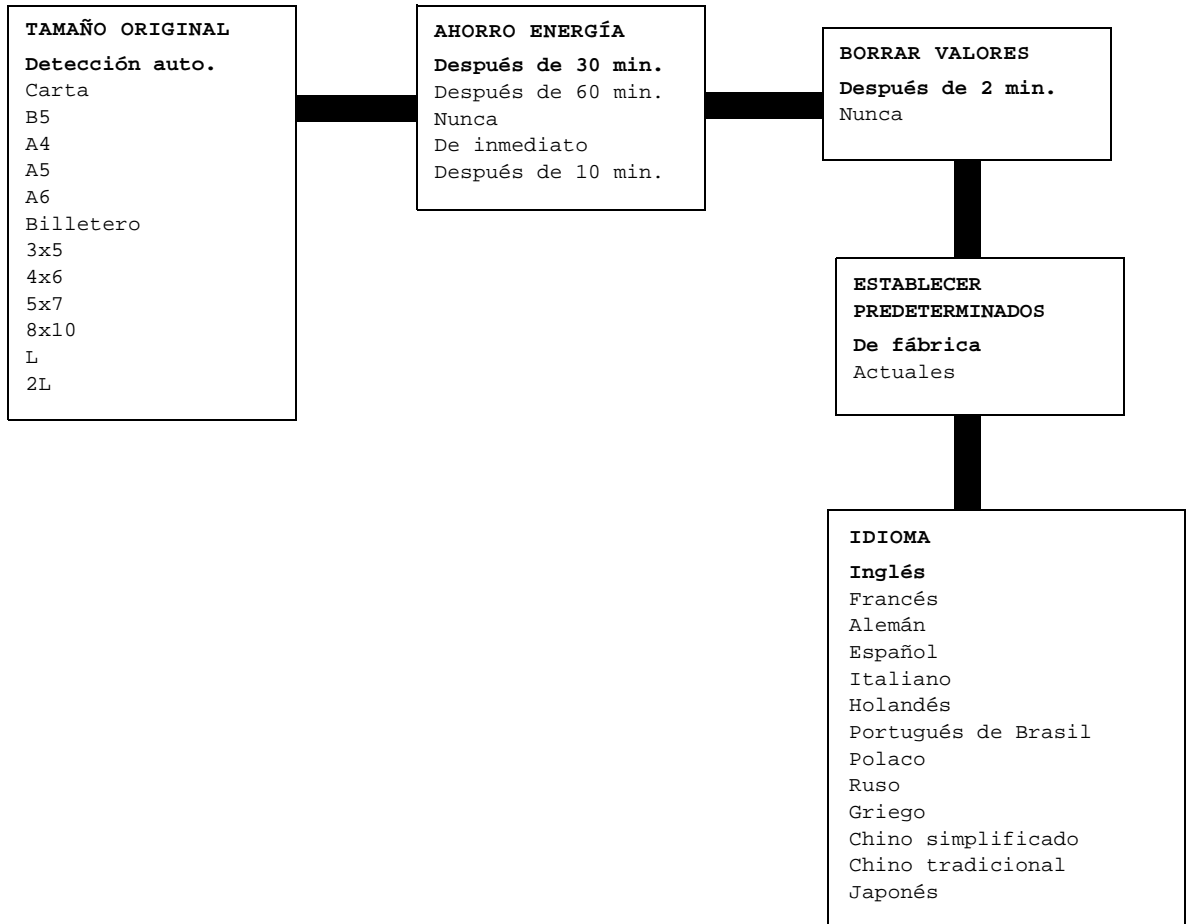 TAMAÑO ORIGINAL
Detección auto.
Carta
B5
A4
A5
A6
Billetero
3x5
4x6
5x7
8x10
L
2L
AHORRO ENERGÍA
Después de 30 min.
Después de 60 min.
Nunca
De inmediato
Después de 10 min.
BORRAR VALORES
Después de 2 min.
Nunca
ESTABLECER
PREDETERMINADOS
De fábrica
Actuales
IDIOMA
Inglés
Francés
Alemán
Español
Italiano
Holandés
Portugués de Brasil
Polaco
Ruso
Griego
Chino simplificado
Chino tradicional
Japonés